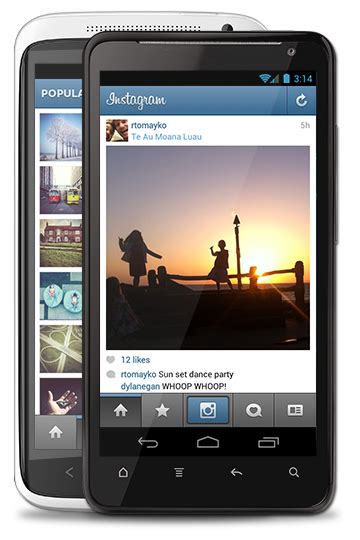 POPULA
3:14
Instagram
rtomayko 5h
Te Au Moana Luau
12 likes
rtomayko Sun set dance party
dylanegan WHOOP WHOOP!